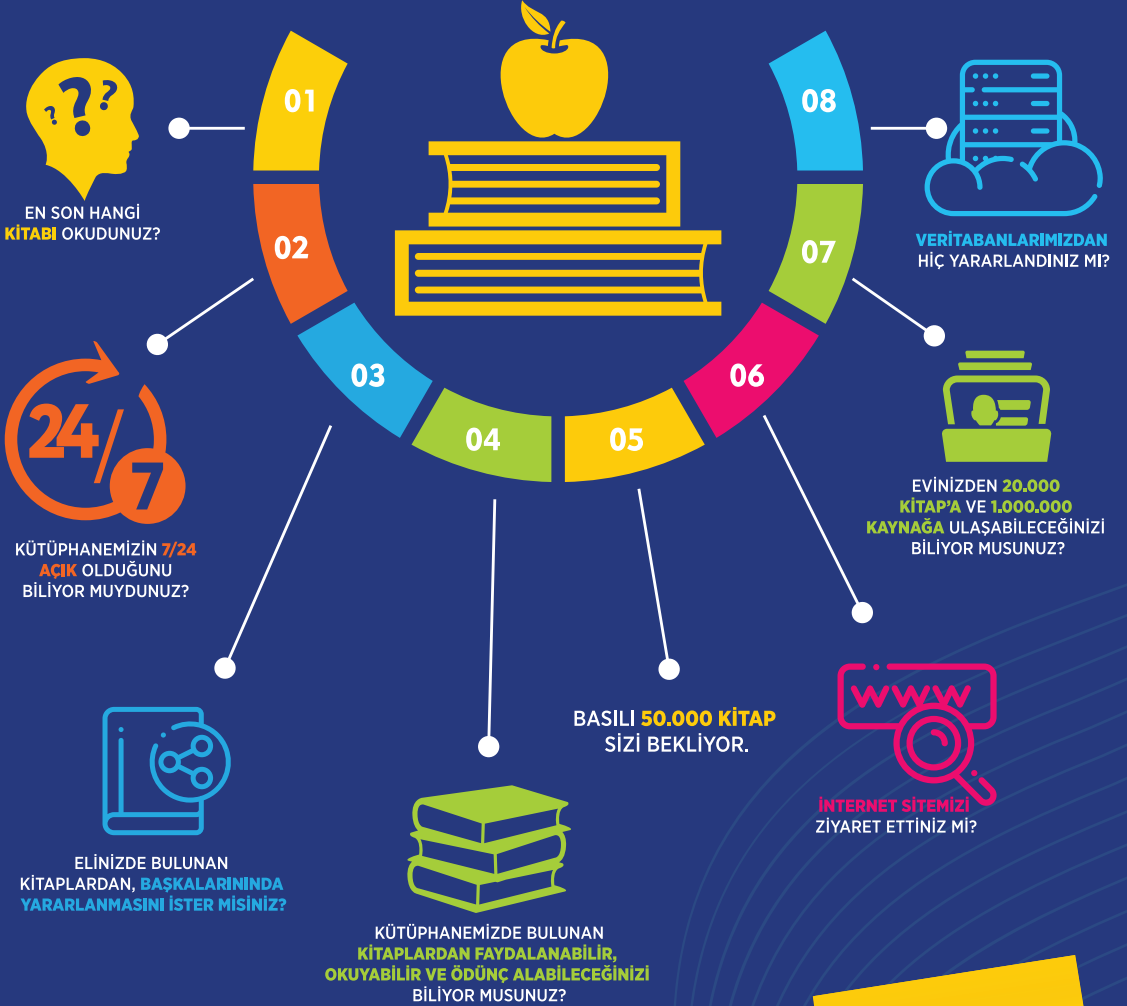 01
EN SON HANGİ
KİTABI OKUDUNUZ?
02
24/
7
KÜTÜPHANEMİZİN 7/24
AÇIK OLDUĞUNU
BİLİYOR MUYDUNUZ?
03
ELİNİZDE BULUNAN
KİTAPLARDAN, BAŞKALARININDA
YARARLANMASINI İSTER MİSİNİZ?
04
KÜTÜPHANEMİZDE BULUNAN
KİTAPLARDAN FAYDALANABİLİR,
OKUYABİLİR VE ÖDÜNÇ ALABİLECEĞİNİZİ
BİLİYOR MUSUNUZ?
05
BASILI 50.000 KİTAP
SİZİ BEKLİYOR.
06
www
İNTERNET SİTEMİZİ
ZİYARET ETTİNİZ Mİ?
07
EVİNİZDEN 20.000
KİTAP'A VE 1.000.000
KAYNAĞA ULAŞABİLECEĞİNİZİ
BİLİYOR MUSUNUZ?
08
VERİTABANLARIMIZDAN
HİÇ YARARLANDINIZ MI?